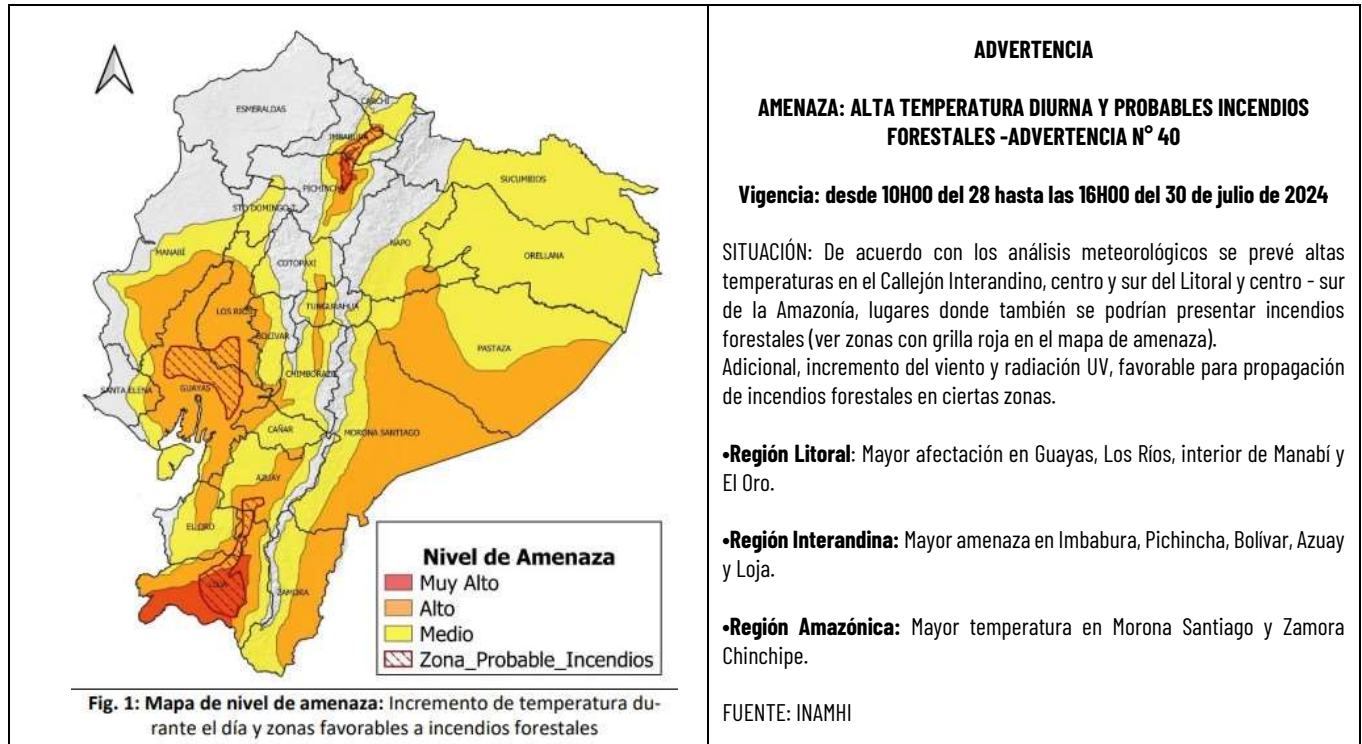 ESMERALDAS
CARCHI
IMBABURA
PICHINCHA
SUCUMBIOS
STO DOMINGO T.
NAPO
ORELLANA
MANABÍ
COTOPAXI
LOS RIOS
TUNGURAHUA
BOLIVAR
PASTAZA
CHIMBORAZO
SANTA ELENA
GUAYAS
CAÑAR
MORONA SANTIAGO
AZUAY
EL ORO
LOJA
ZAMORA
Nivel de Amenaza
Muy Alto
Alto
Medio
Zona_Probable_Incendios
Fig. 1: Mapa de nivel de amenaza: Incremento de temperatura du-
rante el día y zonas favorables a incendios forestales
ADVERTENCIA
AMENAZA: ALTA TEMPERATURA DIURNA Y PROBABLES INCENDIOS
FORESTALES -ADVERTENCIA N° 40
Vigencia: desde 10H00 del 28 hasta las 16H00 del 30 de julio de 2024
SITUACIÓN: De acuerdo con los análisis meteorológicos se prevé altas
temperaturas en el Callejón Interandino, centro y sur del Litoral y centro - sur
de la Amazonía, lugares donde también se podrían presentar incendios
forestales (ver zonas con grilla roja en el mapa de amenaza).
Adicional, incremento del viento y radiación UV, favorable para propagación
de incendios forestales en ciertas zonas.
•Región Litoral: Mayor afectación en Guayas, Los Ríos, interior de Manabí y
El Oro.
•Región Interandina: Mayor amenaza en Imbabura, Pichincha, Bolívar, Azuay
y Loja.
•Región Amazónica: Mayor temperatura en Morona Santiago y Zamora
Chinchipe.
FUENTE: INAMHI